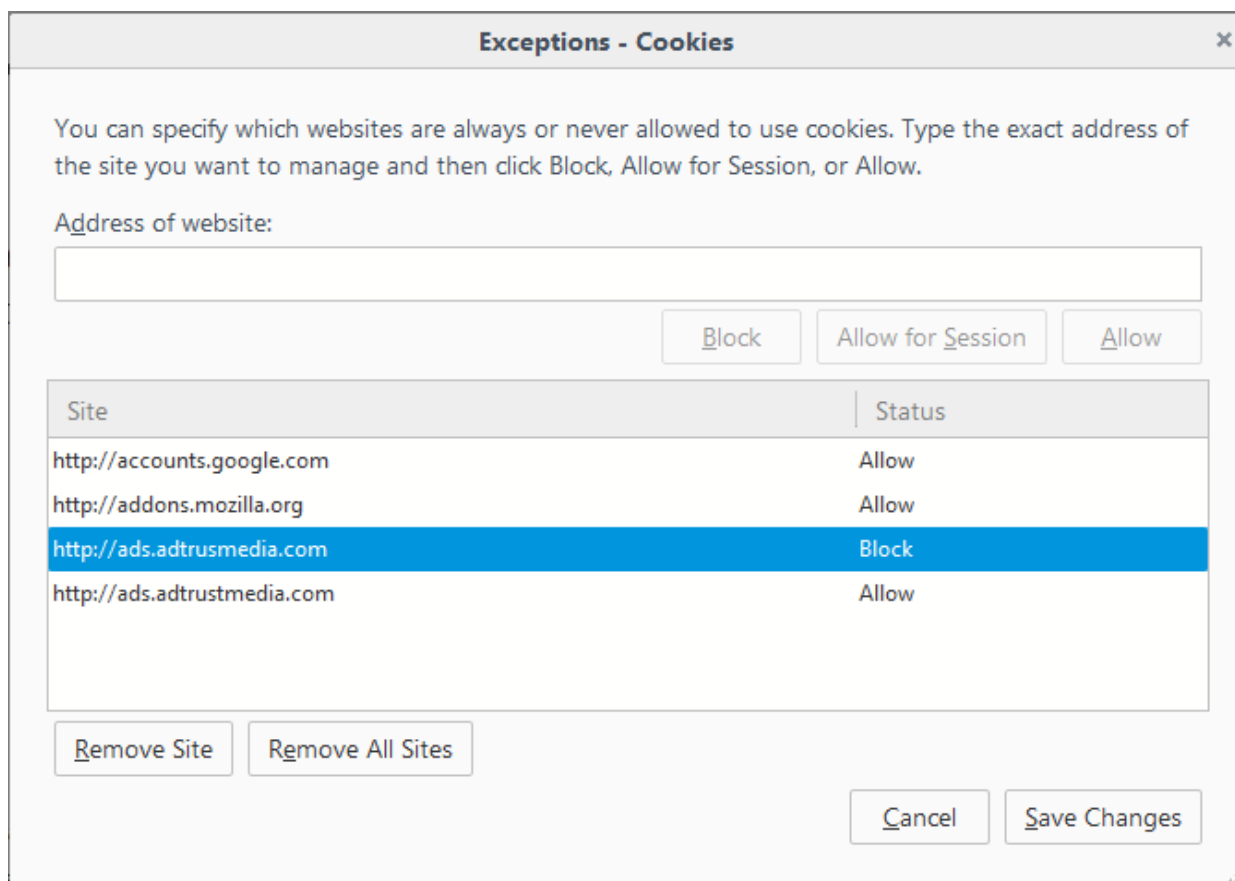 Exceptions - Cookies
You can specify which websites are always or never allowed to use cookies. Type the exact address of
the site you want to manage and then click Block, Allow for Session, or Allow.
Address of website:
Block Allow for Session Allow
Site Status
http://accounts.google.com Allow
http://addons.mozilla.org Allow
http://ads.adtrusmedia.com Block
http://ads.adtrustmedia.com Allow
Remove Site Remove All Sites
Cancel Save Changes